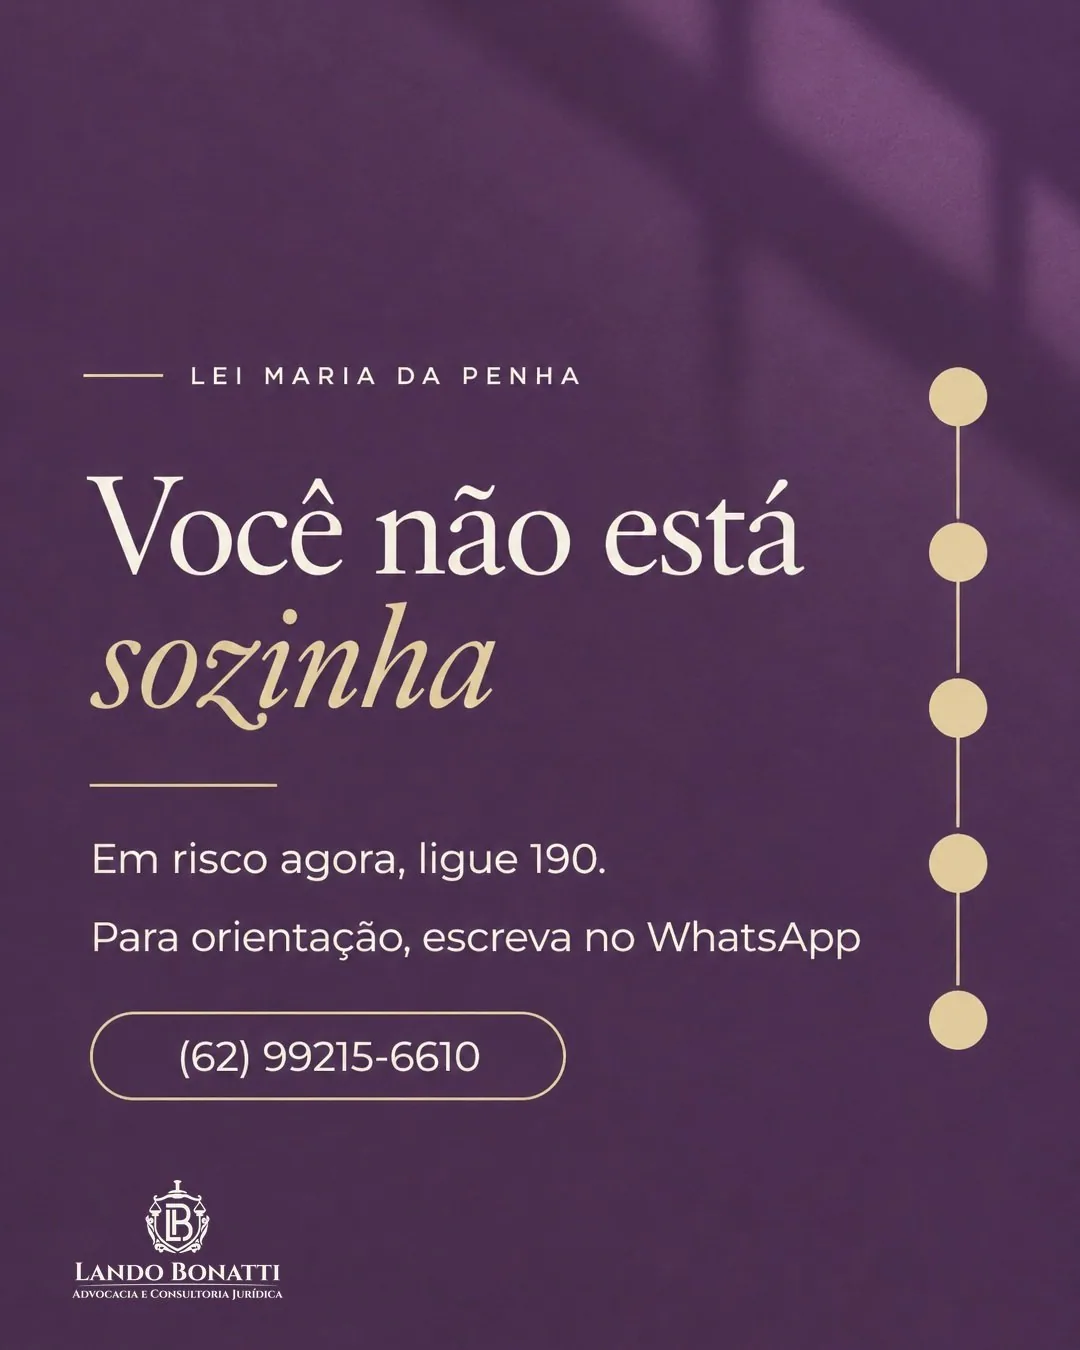 LEI MARIA DA PENHA
Você não está
sozinha
Em risco agora, ligue 190.
Para orientação, escreva no WhatsApp
(62) 99215-6610
LB
LANDO BONATTI
ADVOCACIA E CONSULTORIA JURÍDICA